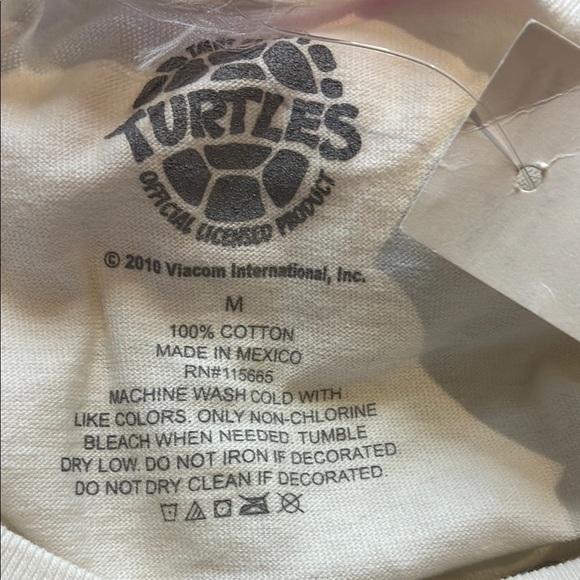 TURTLES
OFFICIAL LICENSED PRODUCT
© 2010 Viacom International, Inc.
M
100% COTTON
MADE IN MEXICO
RN#115665
MACHINE WASH COLD WITH
LIKE COLORS. ONLY NON-CHLORINE
BLEACH WHEN NEEDED. TUMBLE
DRY LOW. DO NOT IRON IF DECORATED.
DO NOT DRY CLEAN IF DECORATED.